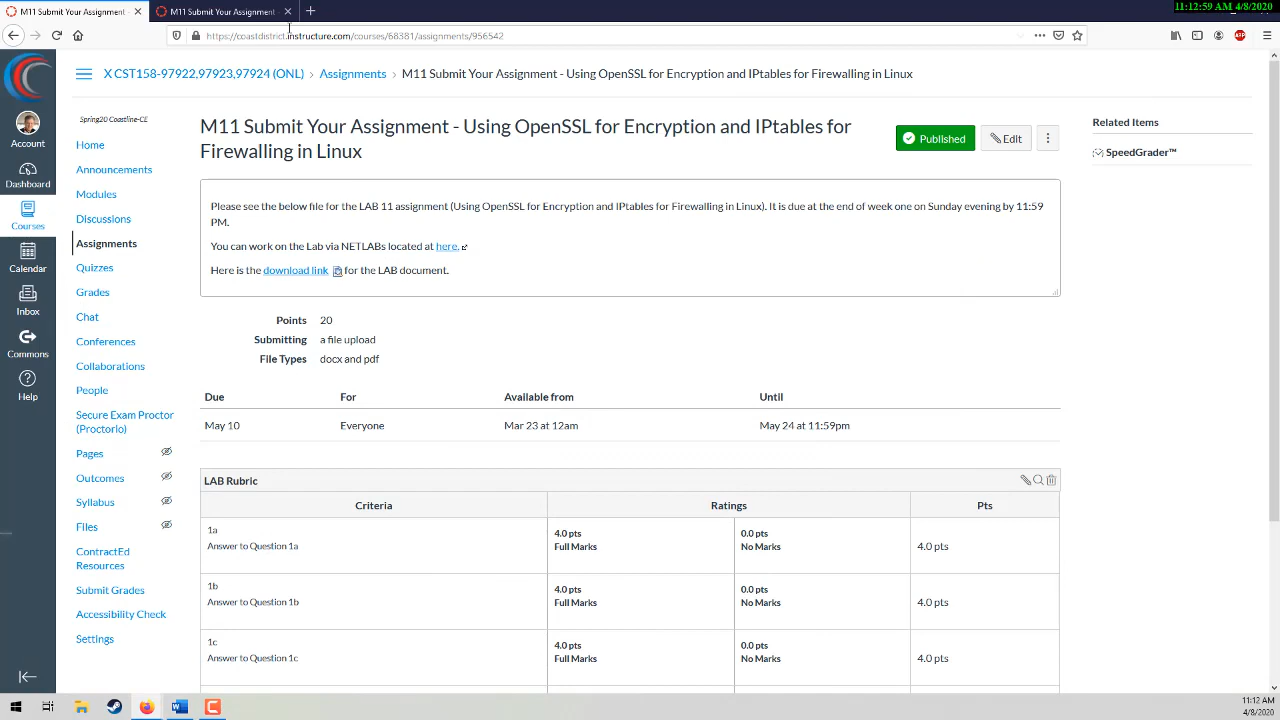 11:12:59 AM 4/8/2020
M11 Submit Your Assignment -
M11 Submit Your Assignment -
https://coastdistrict.instructure.com/courses/68381/assignments/956542
X CST158-97922,97923,97924 (ONL) > Assignments > M11 Submit Your Assignment - Using OpenSSL for Encryption and IPtables for Firewalling in Linux
Account
Dashboard
Courses
Calendar
Inbox
Commons
Help
Spring20 Coastline-CE
Home
Announcements
Modules
Discussions
Assignments
Quizzes
Grades
Chat
Conferences
Collaborations
People
Secure Exam Proctor
(Proctorio)
Pages
Outcomes
Syllabus
Files
ContractEd
Resources
Submit Grades
Accessibility Check
Settings
M11 Submit Your Assignment - Using OpenSSL for Encryption and IPtables for
Firewalling in Linux
Published
Edit
Please see the below file for the LAB 11 assignment (Using OpenSSL for Encryption and IPtables for Firewalling in Linux). It is due at the end of week one on Sunday evening by 11:59
PM.
You can work on the Lab via NETLABs located at here.
Here is the download link for the LAB document.
Points 20
Submitting a file upload
File Types docx and pdf
Due For Available from Until
May 10 Everyone Mar 23 at 12am May 24 at 11:59pm
LAB Rubric
Criteria Ratings Pts
1a
Answer to Question 1a
4.0 pts
Full Marks
0.0 pts
No Marks
4.0 pts
1b
Answer to Question 1b
4.0 pts
Full Marks
0.0 pts
No Marks
4.0 pts
1c
Answer to Question 1c
4.0 pts
Full Marks
0.0 pts
No Marks
4.0 pts
Related Items
SpeedGrader™
ABP
11:12 AM
4/8/2020